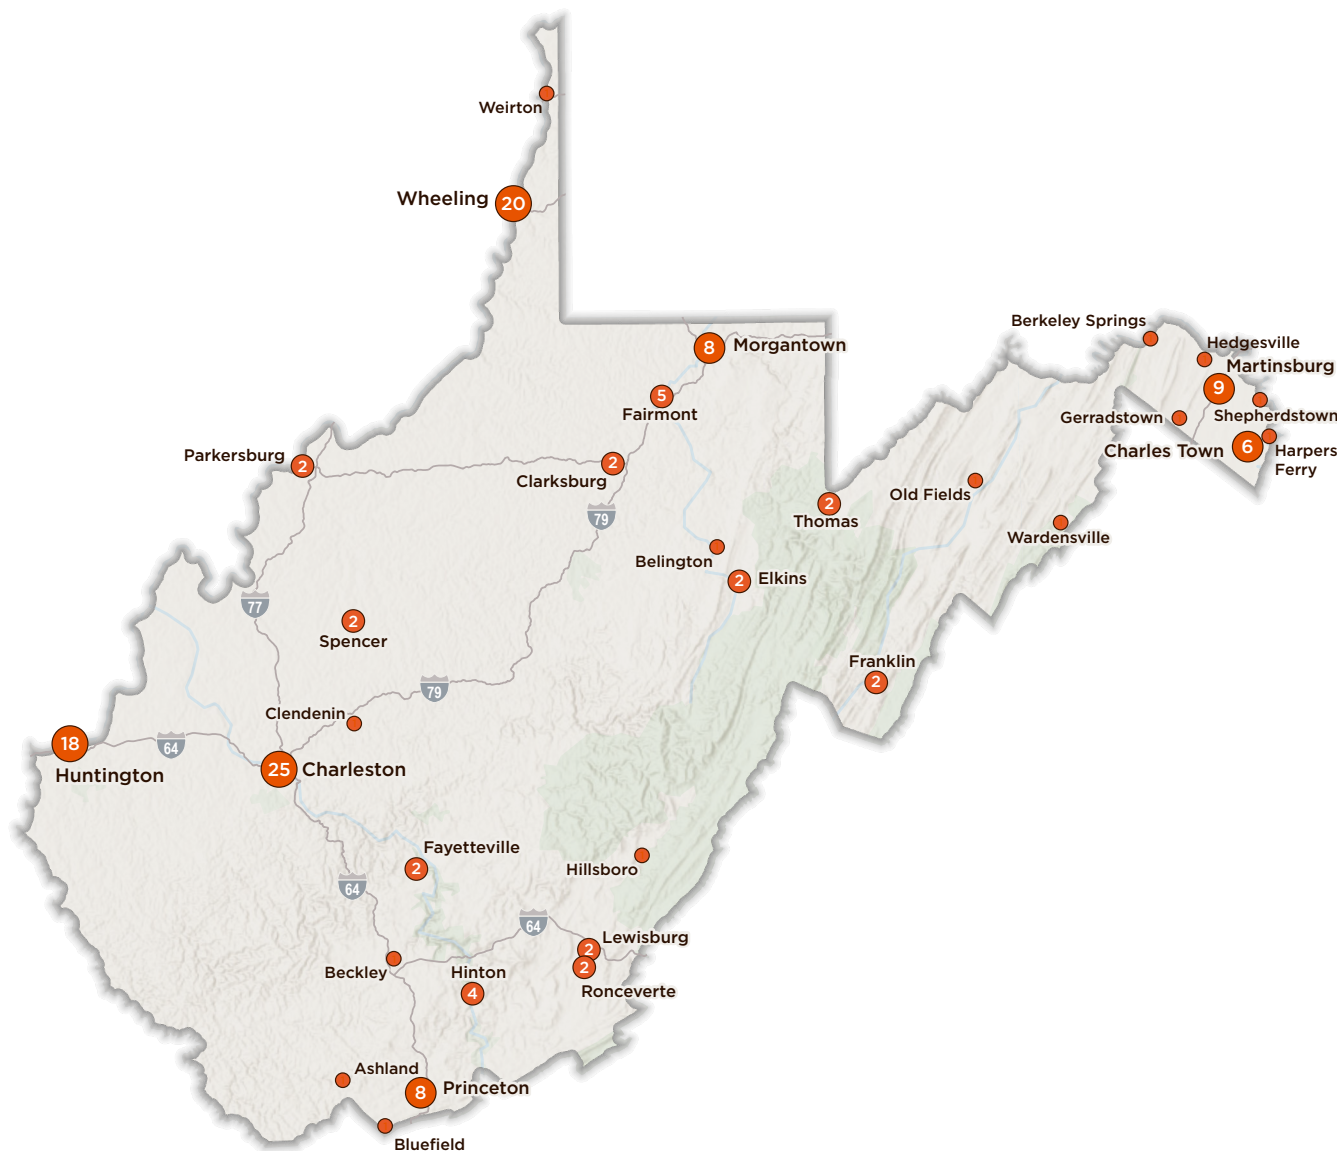 Weirton
Wheeling
20
Berkeley Springs
Hedgesville
8
Morgantown
Martinsburg
9
5
Fairmont
Shepherdstown
Gerradstown
6
Charles Town
Harpers
Ferry
Parkersburg
2
2
Clarksburg
Old Fields
2
Thomas
79
Wardensville
Belington
2
Elkins
77
2
Spencer
Franklin
2
79
Clendenin
18
64
Huntington
25
Charleston
Fayetteville
2
Hillsboro
64
64
Lewisburg
2
2
Beckley
Hinton
4
Ronceverte
Ashland
8
Princeton
Bluefield